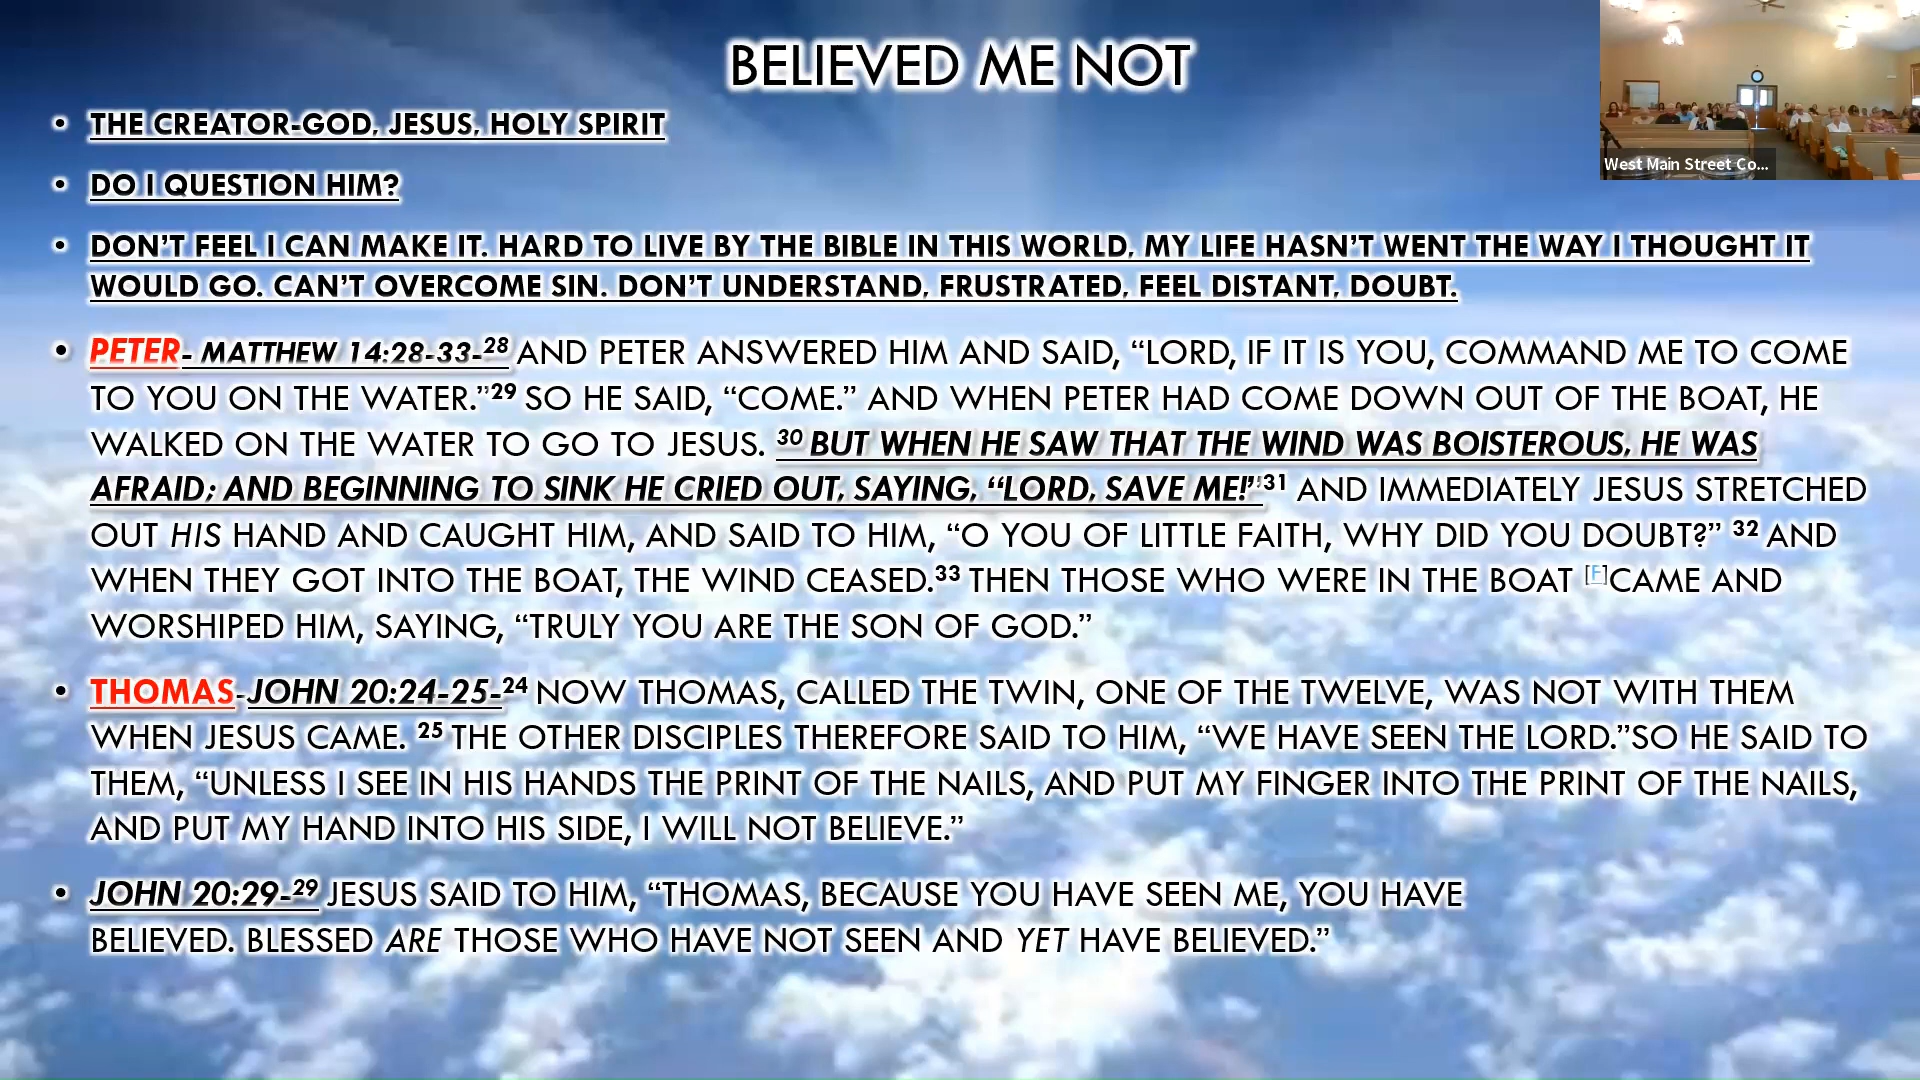 BELIEVED ME NOT
West Main Street Co...
• THE CREATOR-GOD, JESUS, HOLY SPIRIT
• DO I QUESTION HIM?
• DON’T FEEL I CAN MAKE IT. HARD TO LIVE BY THE BIBLE IN THIS WORLD, MY LIFE HASN’T WENT THE WAY I THOUGHT IT
WOULD GO. CAN’T OVERCOME SIN. DON’T UNDERSTAND, FRUSTRATED, FEEL DISTANT, DOUBT.
• PETER- MATTHEW 14:28-33-28 AND PETER ANSWERED HIM AND SAID, “LORD, IF IT IS YOU, COMMAND ME TO COME
TO YOU ON THE WATER.”29 SO HE SAID, “COME.” AND WHEN PETER HAD COME DOWN OUT OF THE BOAT, HE
WALKED ON THE WATER TO GO TO JESUS. 30 BUT WHEN HE SAW THAT THE WIND WAS BOISTEROUS, HE WAS
AFRAID; AND BEGINNING TO SINK HE CRIED OUT, SAYING, “LORD, SAVE ME!”31 AND IMMEDIATELY JESUS STRETCHED
OUT HIS HAND AND CAUGHT HIM, AND SAID TO HIM, “O YOU OF LITTLE FAITH, WHY DID YOU DOUBT?” 32 AND
WHEN THEY GOT INTO THE BOAT, THE WIND CEASED.33 THEN THOSE WHO WERE IN THE BOAT [F]CAME AND
WORSHIPED HIM, SAYING, “TRULY YOU ARE THE SON OF GOD.”
• THOMAS-JOHN 20:24-25-24 NOW THOMAS, CALLED THE TWIN, ONE OF THE TWELVE, WAS NOT WITH THEM
WHEN JESUS CAME. 25 THE OTHER DISCIPLES THEREFORE SAID TO HIM, “WE HAVE SEEN THE LORD.”SO HE SAID TO
THEM, “UNLESS I SEE IN HIS HANDS THE PRINT OF THE NAILS, AND PUT MY FINGER INTO THE PRINT OF THE NAILS,
AND PUT MY HAND INTO HIS SIDE, I WILL NOT BELIEVE.”
• JOHN 20:29-29 JESUS SAID TO HIM, “THOMAS, BECAUSE YOU HAVE SEEN ME, YOU HAVE
BELIEVED. BLESSED ARE THOSE WHO HAVE NOT SEEN AND YET HAVE BELIEVED.”